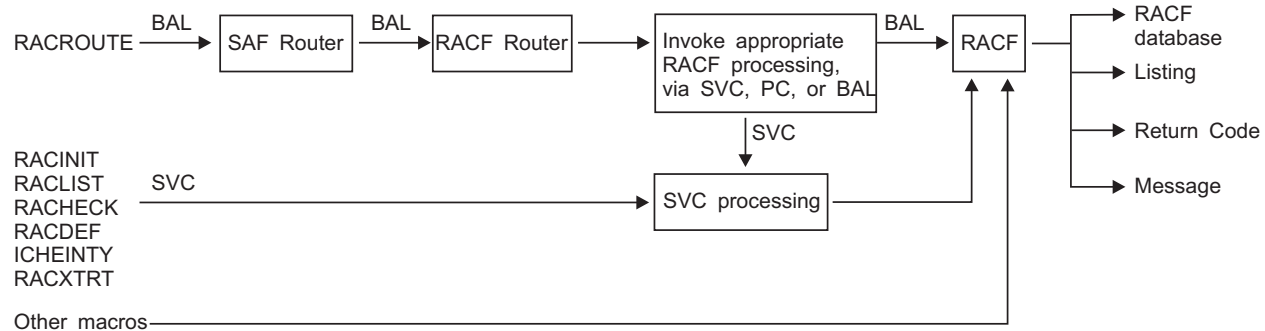 RACROUTE
BAL
SAF Router
BAL
RACF Router
Invoke appropriate
RACF processing,
via SVC, PC, or BAL
BAL
RACF
RACF
database
Listing
Return Code
Message
SVC
RACINIT
RACLIST
RACHECK
RACDEF
ICHEINTY
RACXTRT
SVC
SVC processing
Other macros